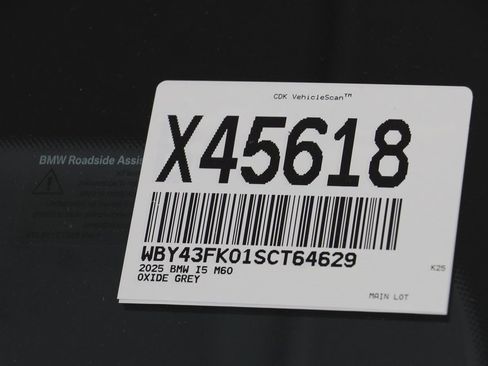 CDK VehicleScan™
X45618
BMW Roadside Assis
WBY43FK01SCT64629
2025 BMW I5 M60
OXIDE GREY
K25
MAIN LOT